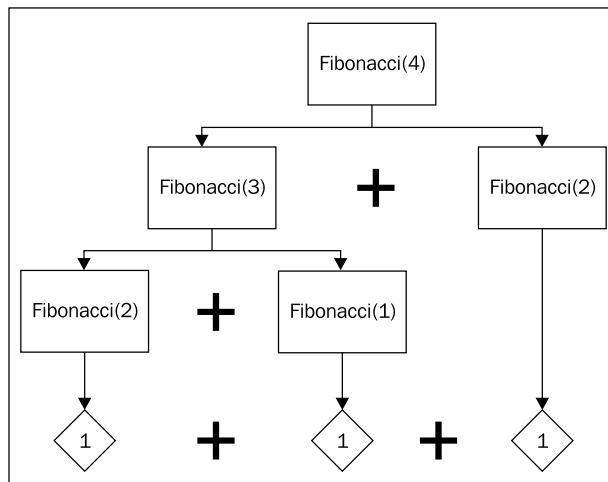 Fibonacci(4)
Fibonacci(3) + Fibonacci(2)
Fibonacci(2) + Fibonacci(1)
1 + 1 + 1